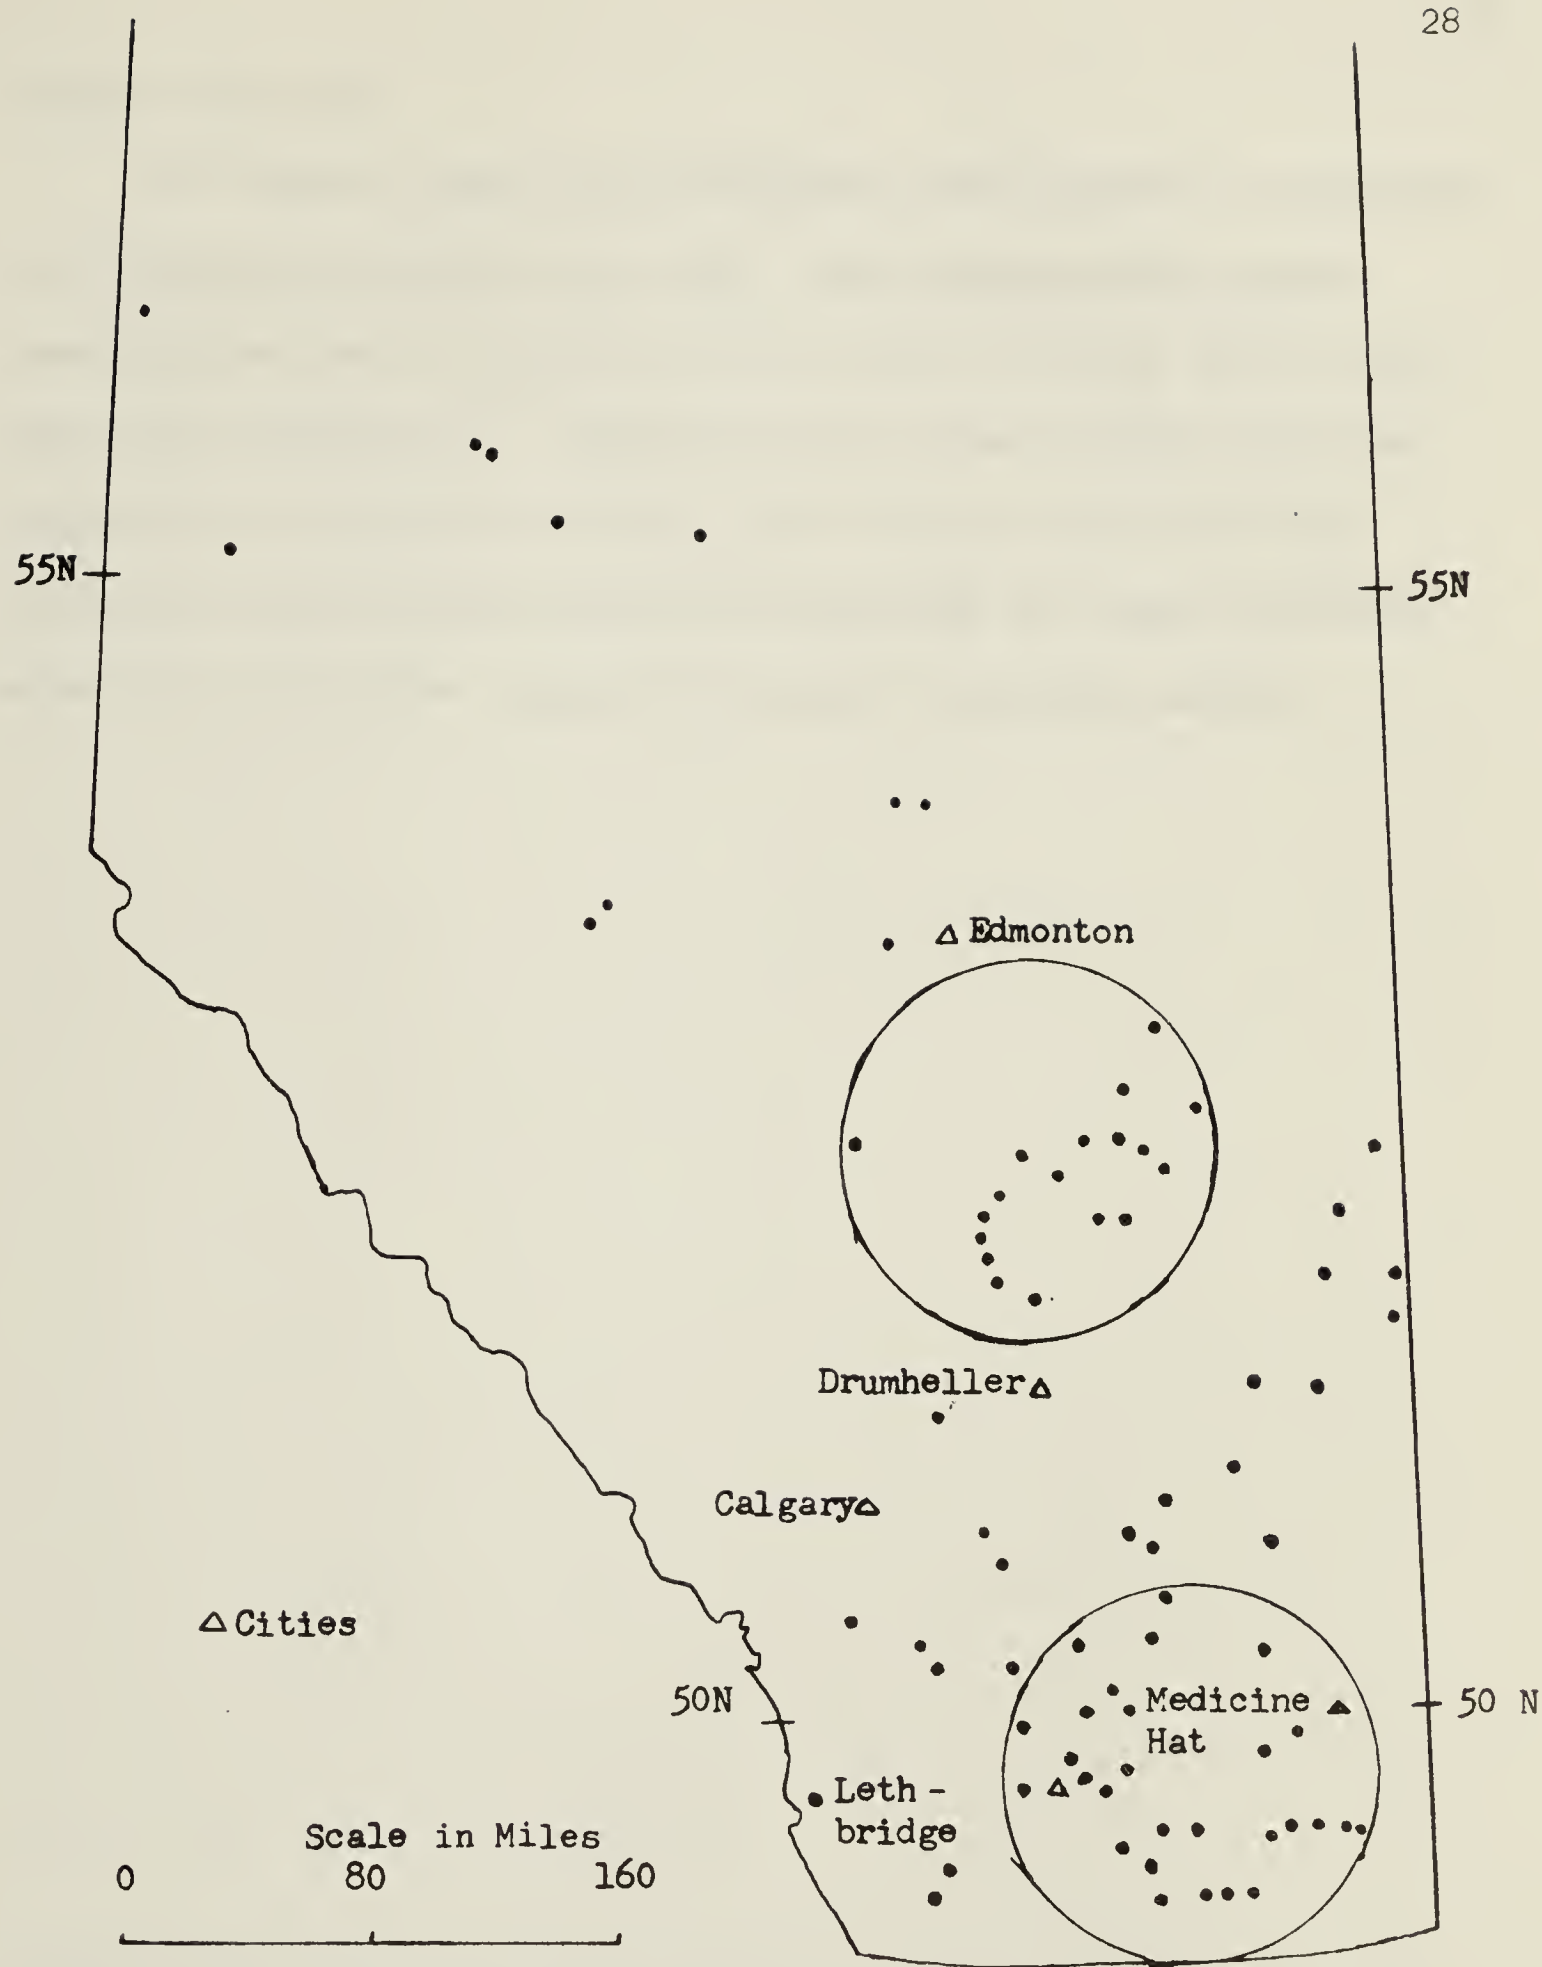 28
55N
55N
Edmonton
Drumheller
Calgary
Cities
50N
Medicine
Hat
50 N
Leth-
bridge
Scale in Miles
0 80 160